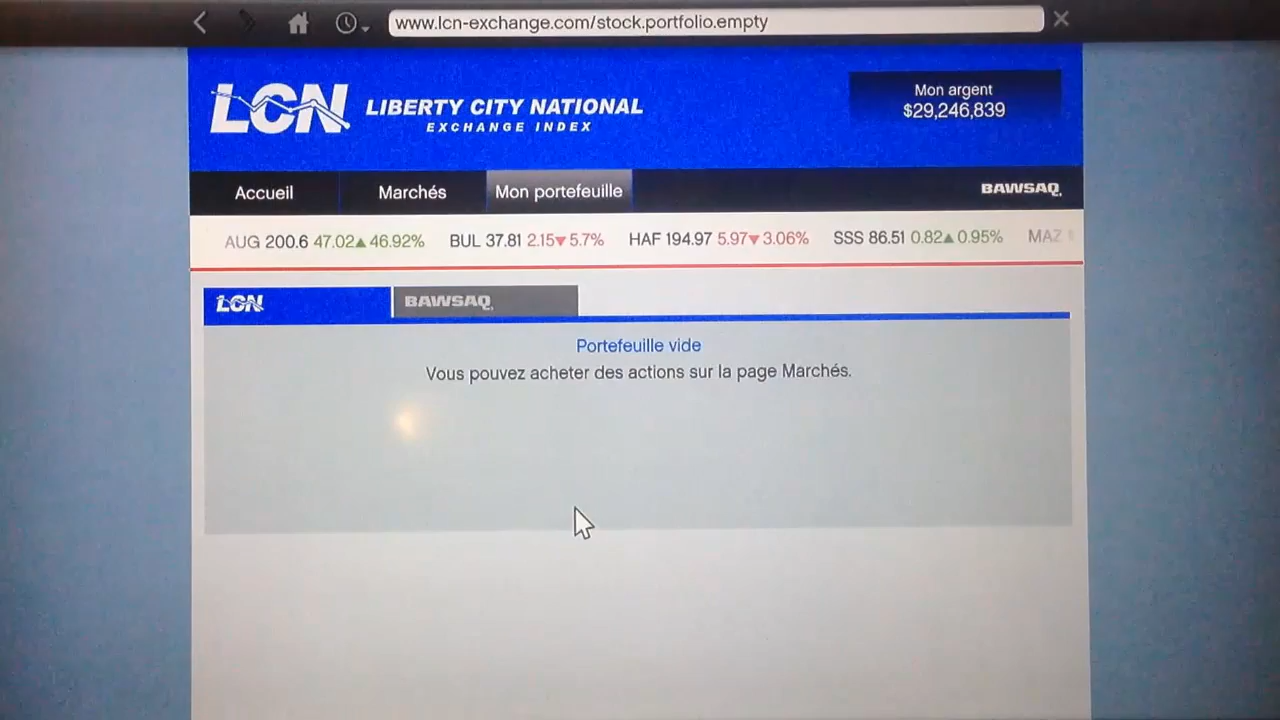 www.lcn-exchange.com/stock.portfolio.empty
LCN LIBERTY CITY NATIONAL
EXCHANGE INDEX
Mon argent
$29,246,839
Accueil Marchés Mon portefeuille BAWSAQ
AUG 200.6 47.02▲46.92% BUL 37.81 2.15▼5.7% HAF 194.97 5.97▼3.06% SSS 86.51 0.82▲0.95% MAZ
LCN BAWSAQ
Portefeuille vide
Vous pouvez acheter des actions sur la page Marchés.